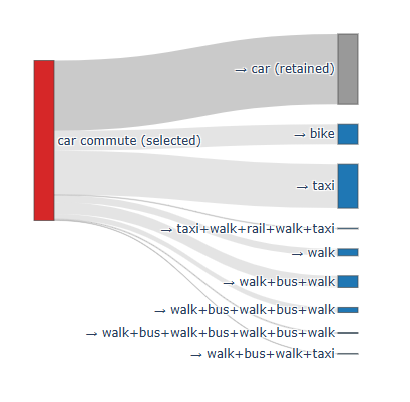 → car (retained)
→ bike
car commute (selected)
→ taxi
→ taxi+walk+rail+walk+taxi
→ walk
→ walk+bus+walk
→ walk+bus+walk+bus+walk
→ walk+bus+walk+bus+walk+bus+walk
→ walk+bus+walk+taxi